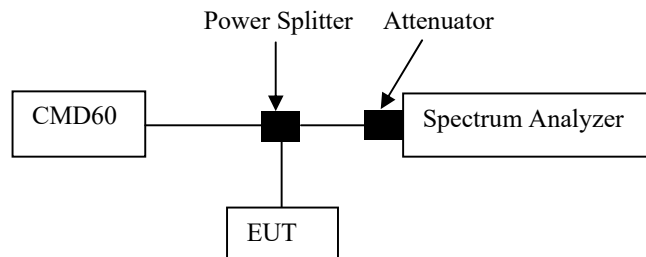 Power Splitter
Attenuator
CMD60
Spectrum Analyzer
EUT